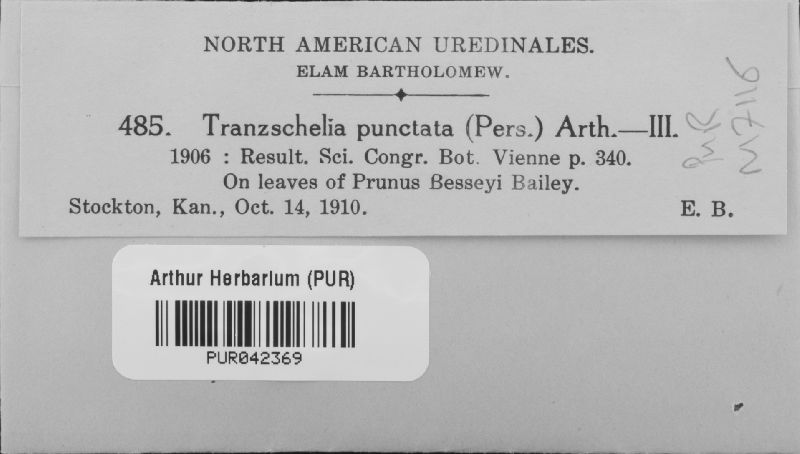 NORTH AMERICAN UREDINALES.
ELAM BARTHOLOMEW.
485. Tranzschelia punctata (Pers.) Arth.—III.
1906 : Result. Sci. Congr. Bot. Vienne p. 340.
On leaves of Prunus Besseyi Bailey.
Stockton, Kan., Oct. 14, 1910. E. B.
PUR
Arthur Herbarium (PUR)
PUR042369